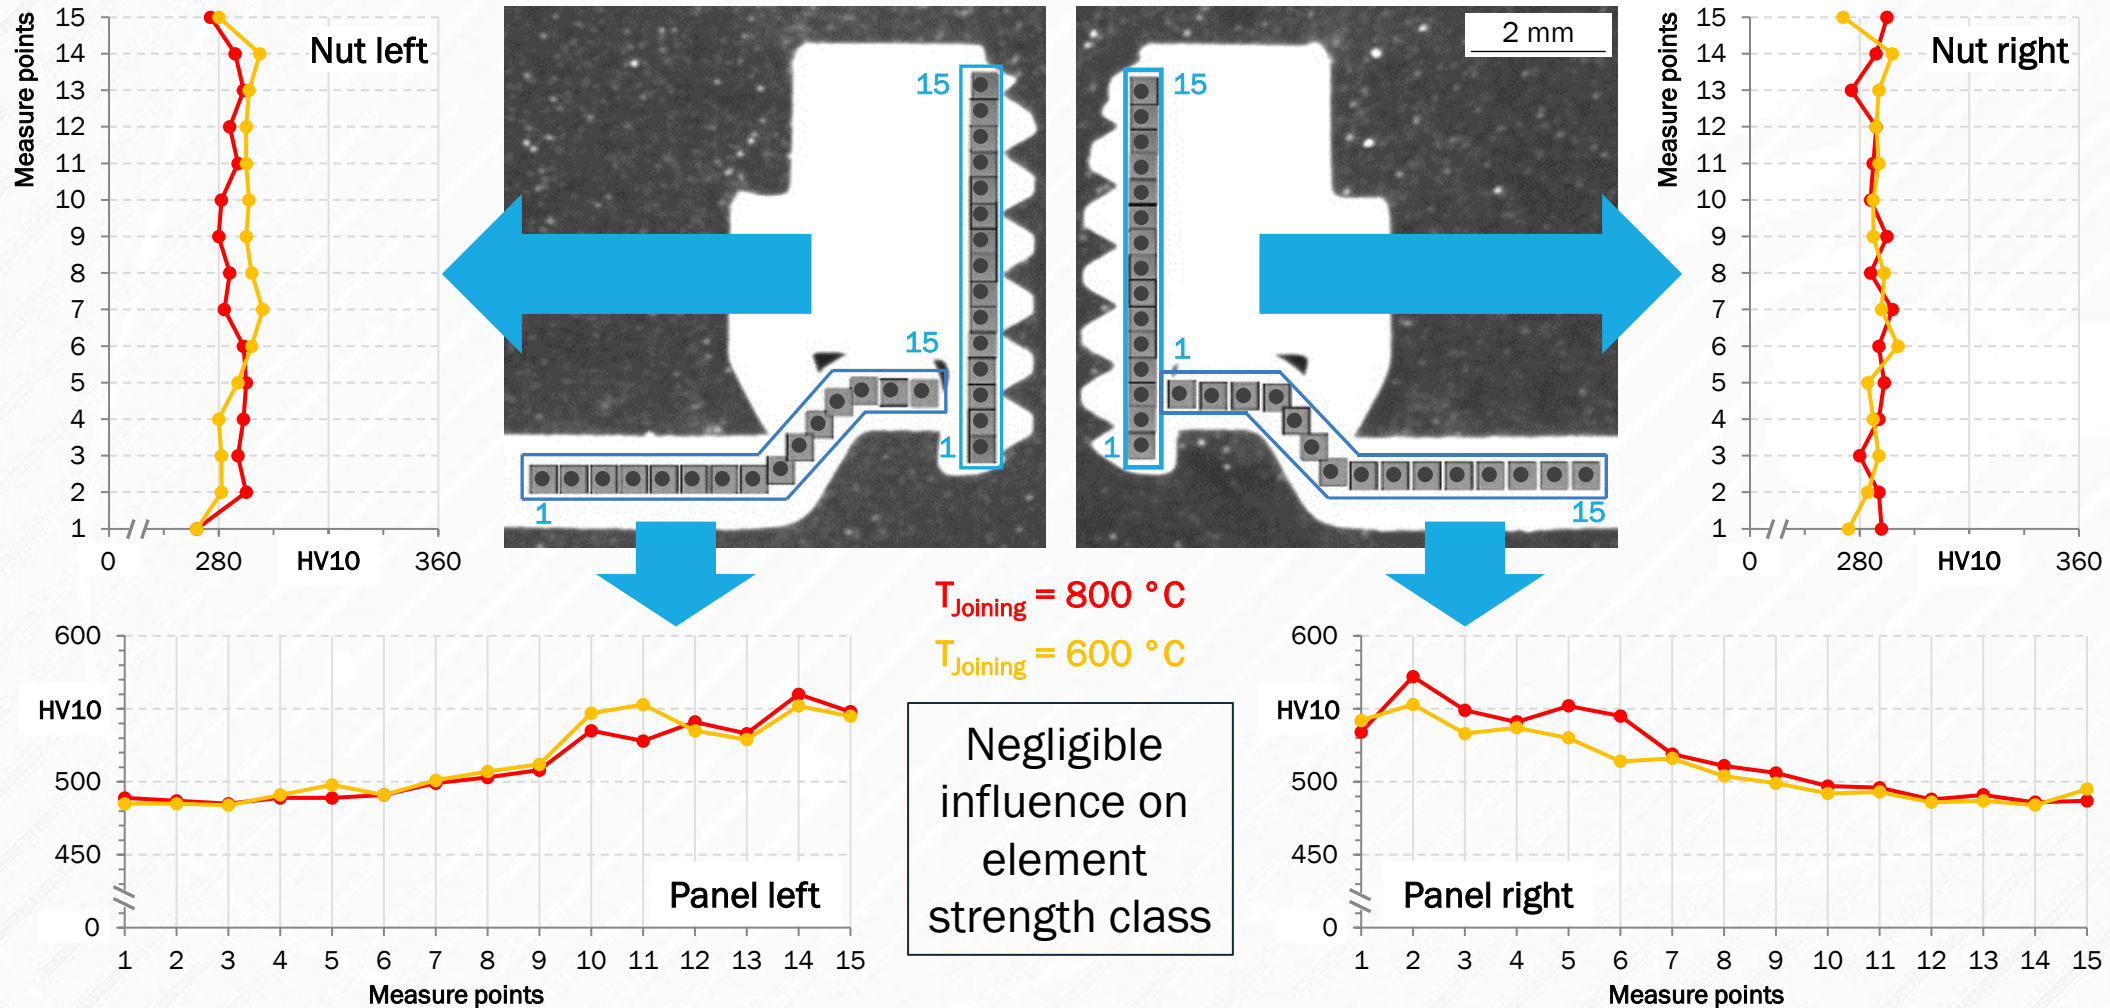 Nut left
Measure points
15
14
13
12
11
10
9
8
7
6
5
4
3
2
1
0
280
HV10
360
15
15
1
1
2 mm
15
1
1
15
Nut right
Measure points
15
14
13
12
11
10
9
8
7
6
5
4
3
2
1
0
280
HV10
360
TJoining = 800 °C
TJoining = 600 °C
Negligible
influence on
element
strength class
600
HV10
500
450
0
Panel left
1 2 3 4 5 6 7 8 9 10 11 12 13 14 15
Measure points
600
HV10
500
450
0
Panel right
1 2 3 4 5 6 7 8 9 10 11 12 13 14 15
Measure points